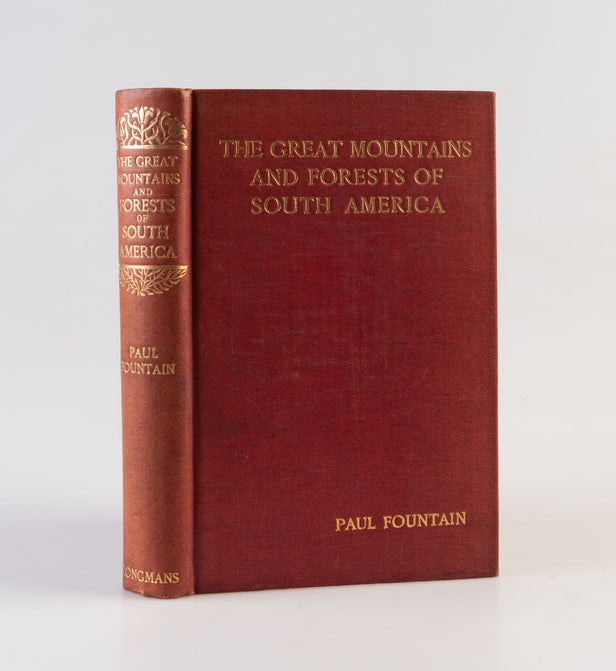 THE GREAT
MOUNTAINS
AND
FORESTS
OF
SOUTH
AMERICA
PAUL
FOUNTAIN
LONGMANS
THE GREAT MOUNTAINS
AND FORESTS OF
SOUTH AMERICA
PAUL FOUNTAIN